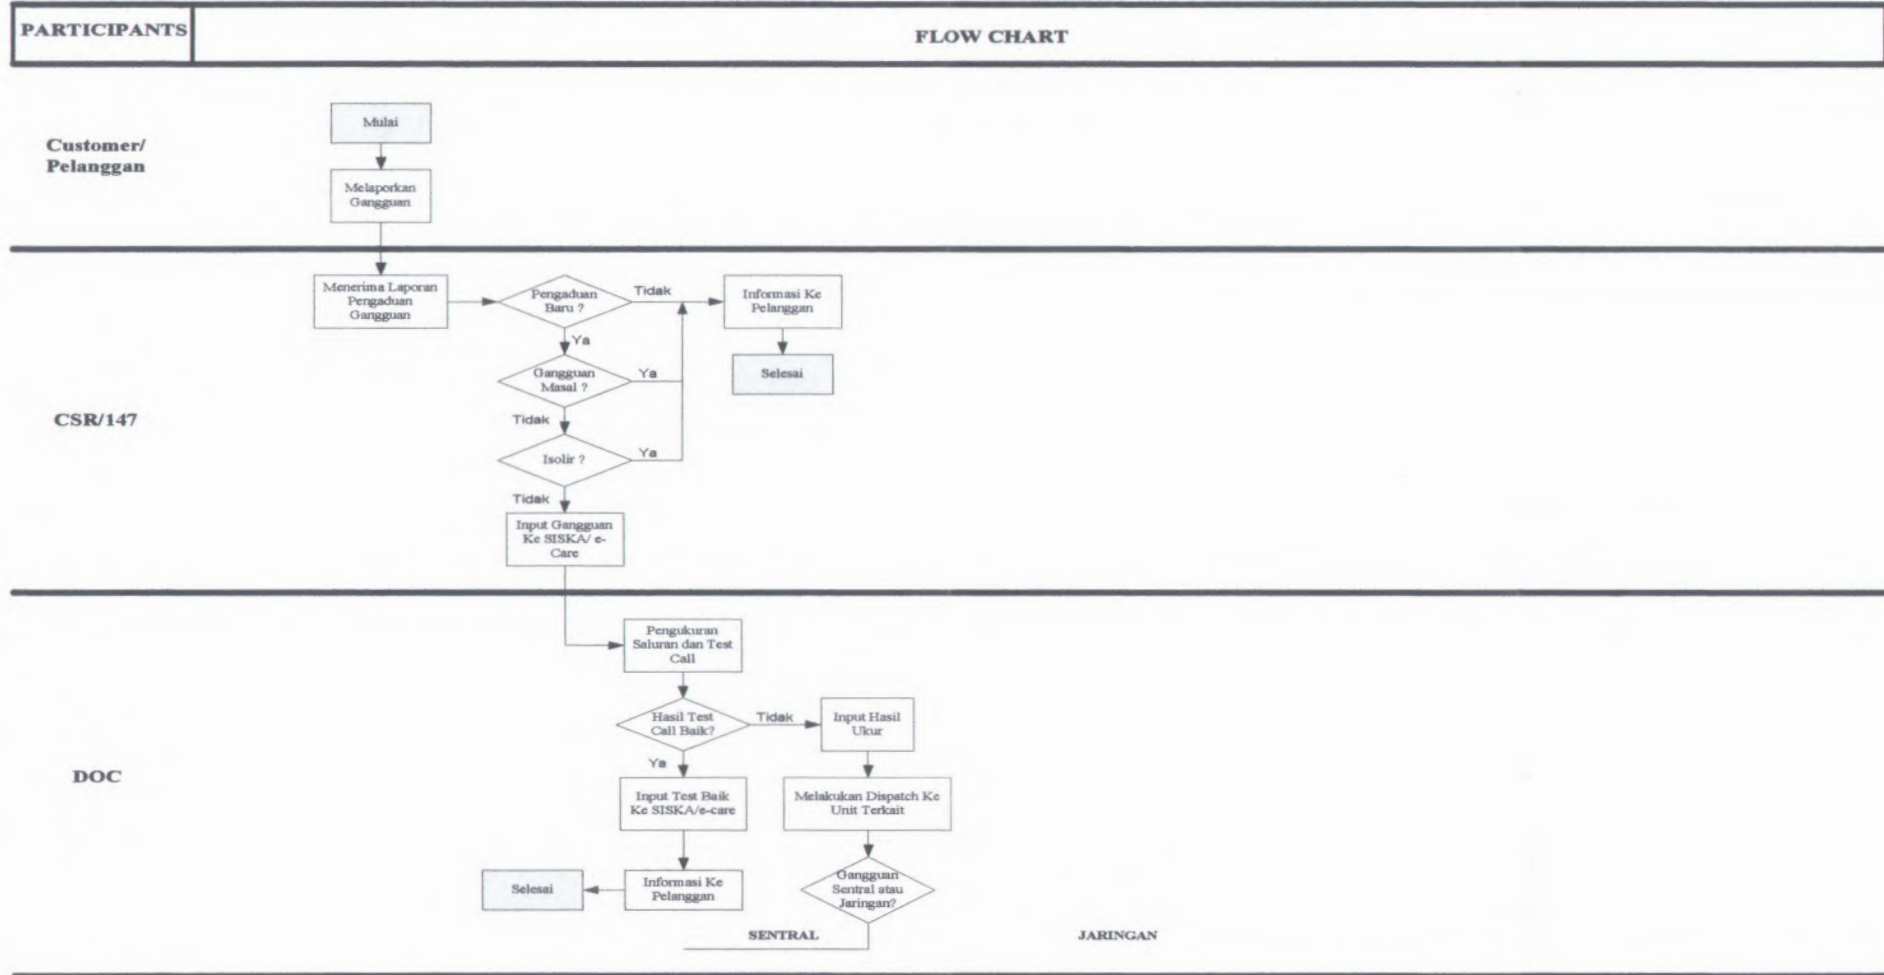 PARTICIPANTS
FLOW CHART
Customer/
Pelanggan
Mulai
Melaporkan
Gangguan
CSR/147
Menerima Laporan
Pengaduan
Gangguan
Pengaduan
Baru ?
Tidak
Informasi Ke
Pelanggan
Ya
Selesai
Gangguan
Masal ?
Ya
Tidak
Isolir ?
Ya
Tidak
Input Gangguan
Ke SISKA/ e-
Care
DOC
Pengukuran
Saluran dan Test
Call
Hasil Test
Call Baik?
Tidak
Input Hasil
Ukur
Ya
Input Test Baik
Ke SISKA/e-care
Melakukan Dispatch Ke
Unit Terkait
Selesai
Informasi Ke
Pelanggan
Gangguan
Sentral atau
Jaringan?
SENTRAL
JARINGAN